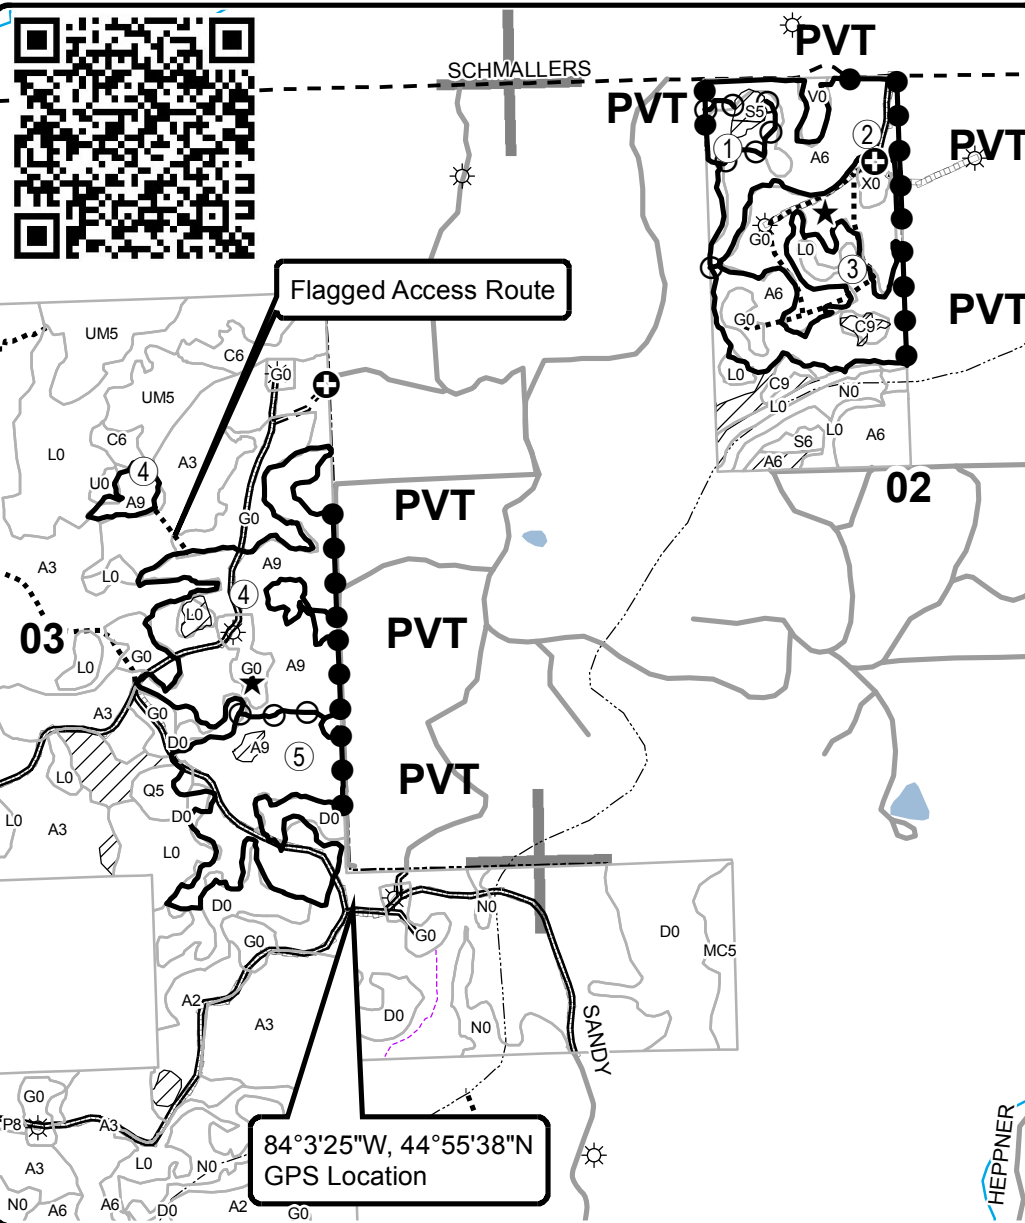 PVT
SCHMALLERS
PVT
V0
S5
1
2
A6
PVT
X0
G0
L0
3
Flagged Access Route
A6
G0
C9
PVT
UM5
C6
G0
L0
C9
N0
UM5
L0
L0
C6
S6
A6
L0
4
A3
A6
U0
A9
02
PVT
G0
A3
L0
A9
4
L0
03
PVT
G0
L0
A9
G0
A3
G0
D0
A9
5
L0
PVT
Q5
D0
D0
L0
A3
L0
D0
N0
G0
G0
D0
MC5
A2
A3
D0
N0
SANDY
G0
P8
A3
84°3'25"W, 44°55'38"N
GPS Location
A3
L0
N0
HEPPNER
N0
A6
A6
D0
A2
G0